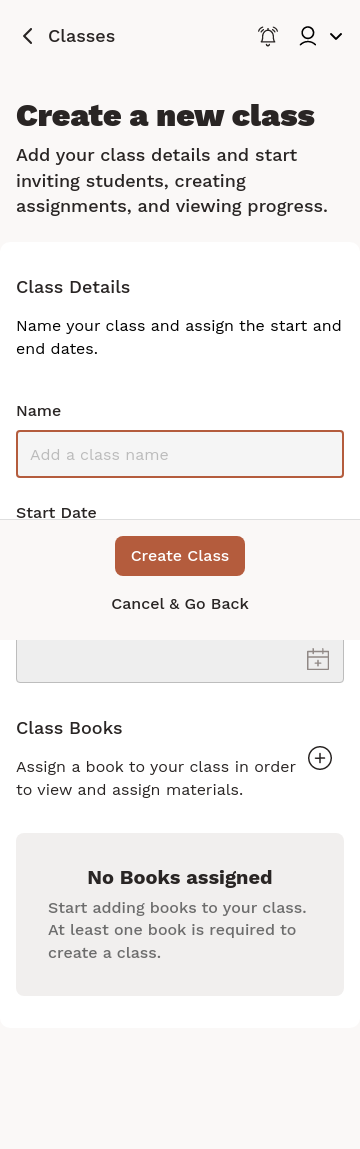 Classes
Create a new class
Add your class details and start
inviting students, creating
assignments, and viewing progress.
Class Details
Name your class and assign the start and
end dates.
Name
Add a class name
Start Date
Create Class
Cancel & Go Back
Class Books
Assign a book to your class in order
to view and assign materials.
No Books assigned
Start adding books to your class.
At least one book is required to
create a class.